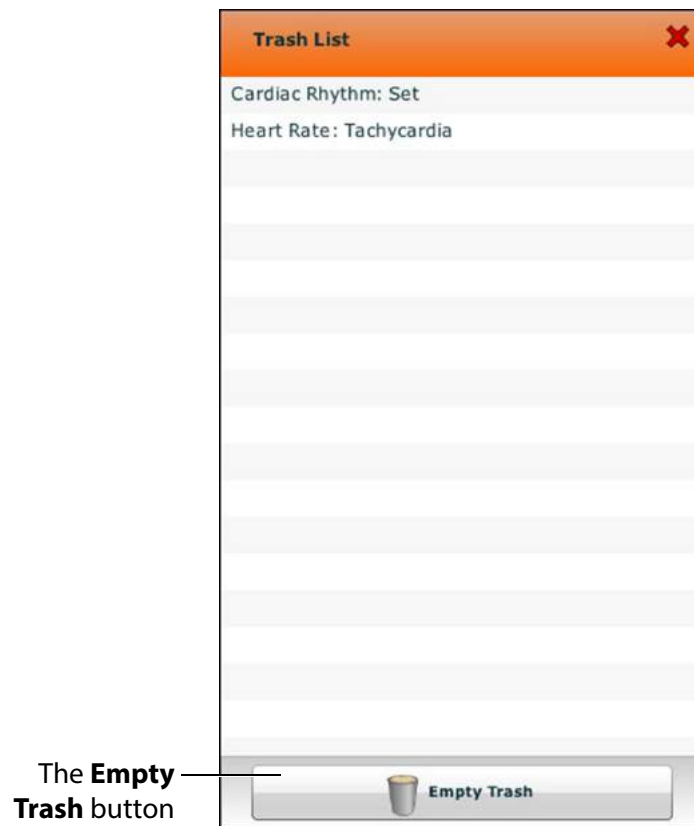 Trash List
Cardiac Rhythm: Set
Heart Rate: Tachycardia
The Empty
Trash button
Empty Trash